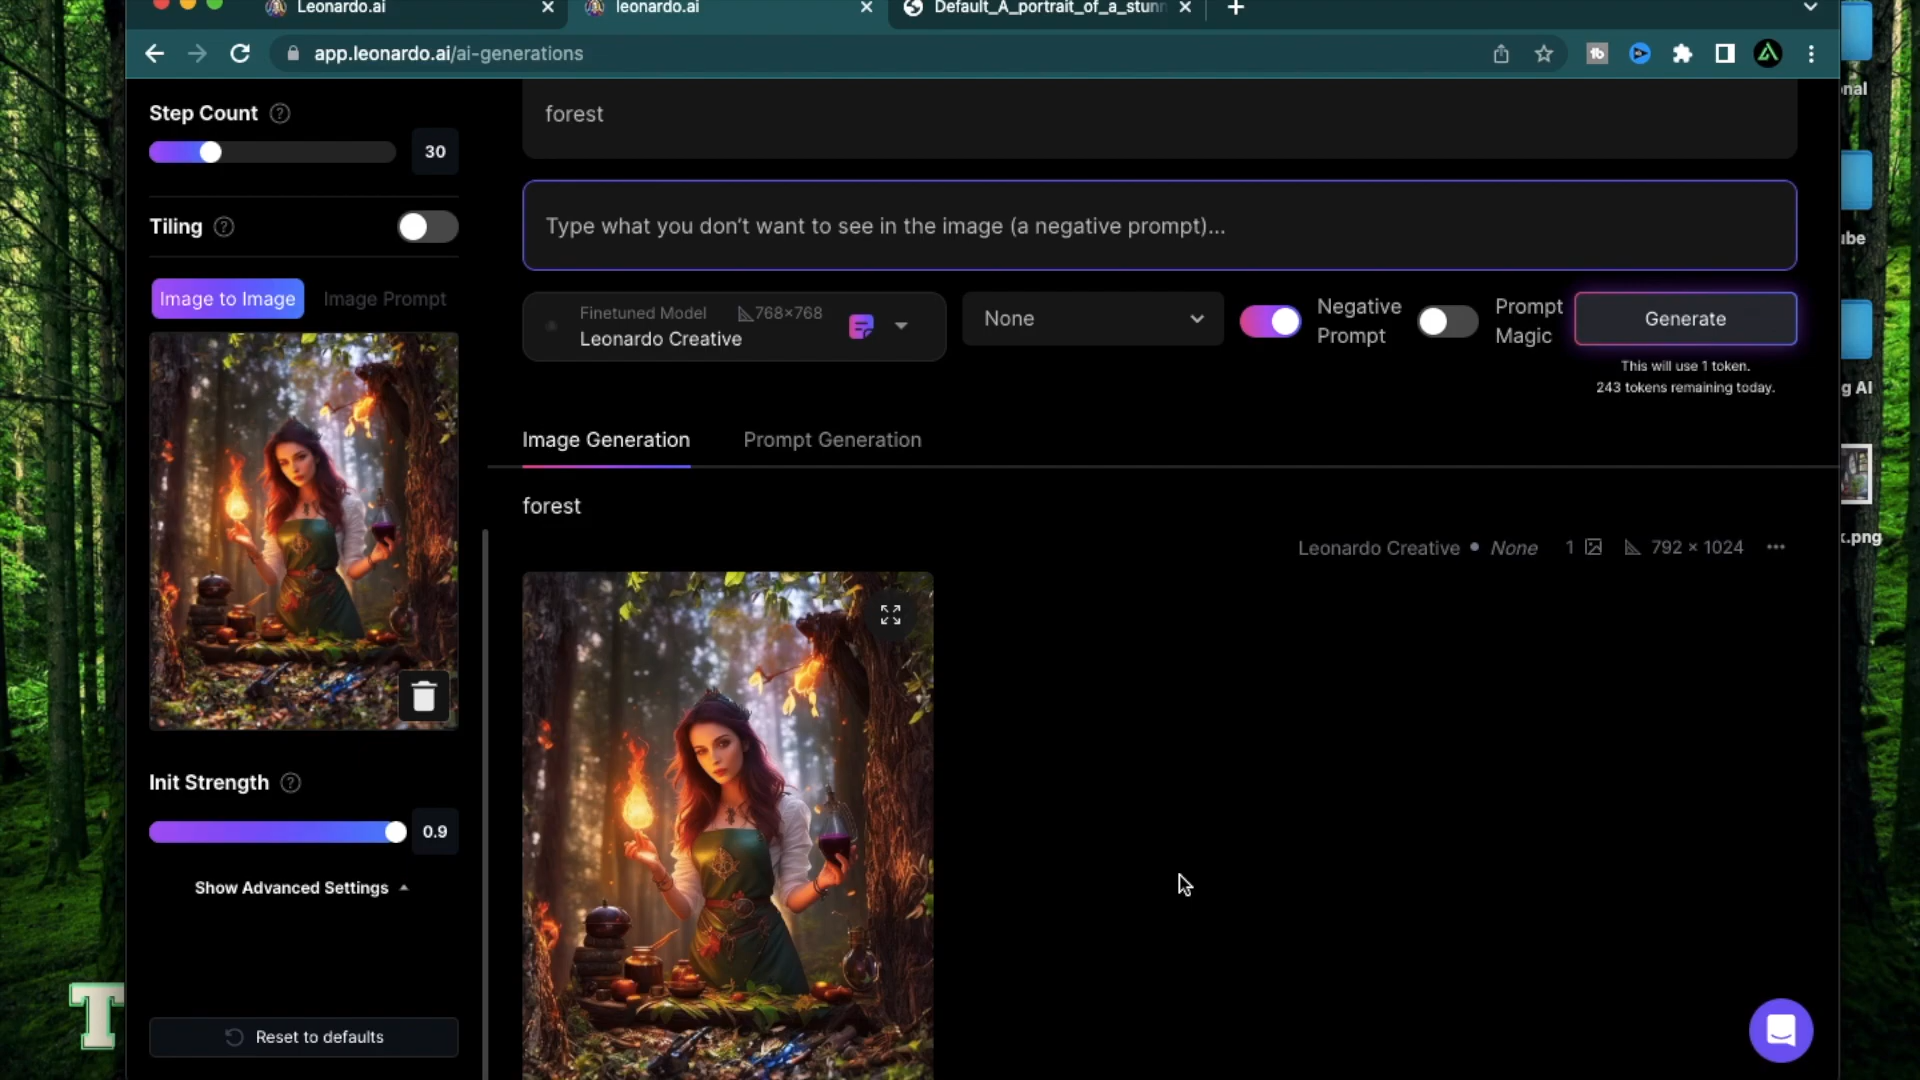 Leonardo.ai
leonardo.ai
Default_A_portrait_of_a_stunn
app.leonardo.ai/ai-generations
Step Count
30
Tiling
Image to Image
Image Prompt
Init Strength
0.9
Show Advanced Settings
Reset to defaults
forest
Type what you don't want to see in the image (a negative prompt)...
Finetuned Model
768×768
Leonardo Creative
None
Negative
Prompt
Prompt
Magic
Generate
This will use 1 token.
243 tokens remaining today.
Image Generation
Prompt Generation
forest
Leonardo Creative • None 1 792 × 1024 •••
nal
ube
g AI
k.png
T